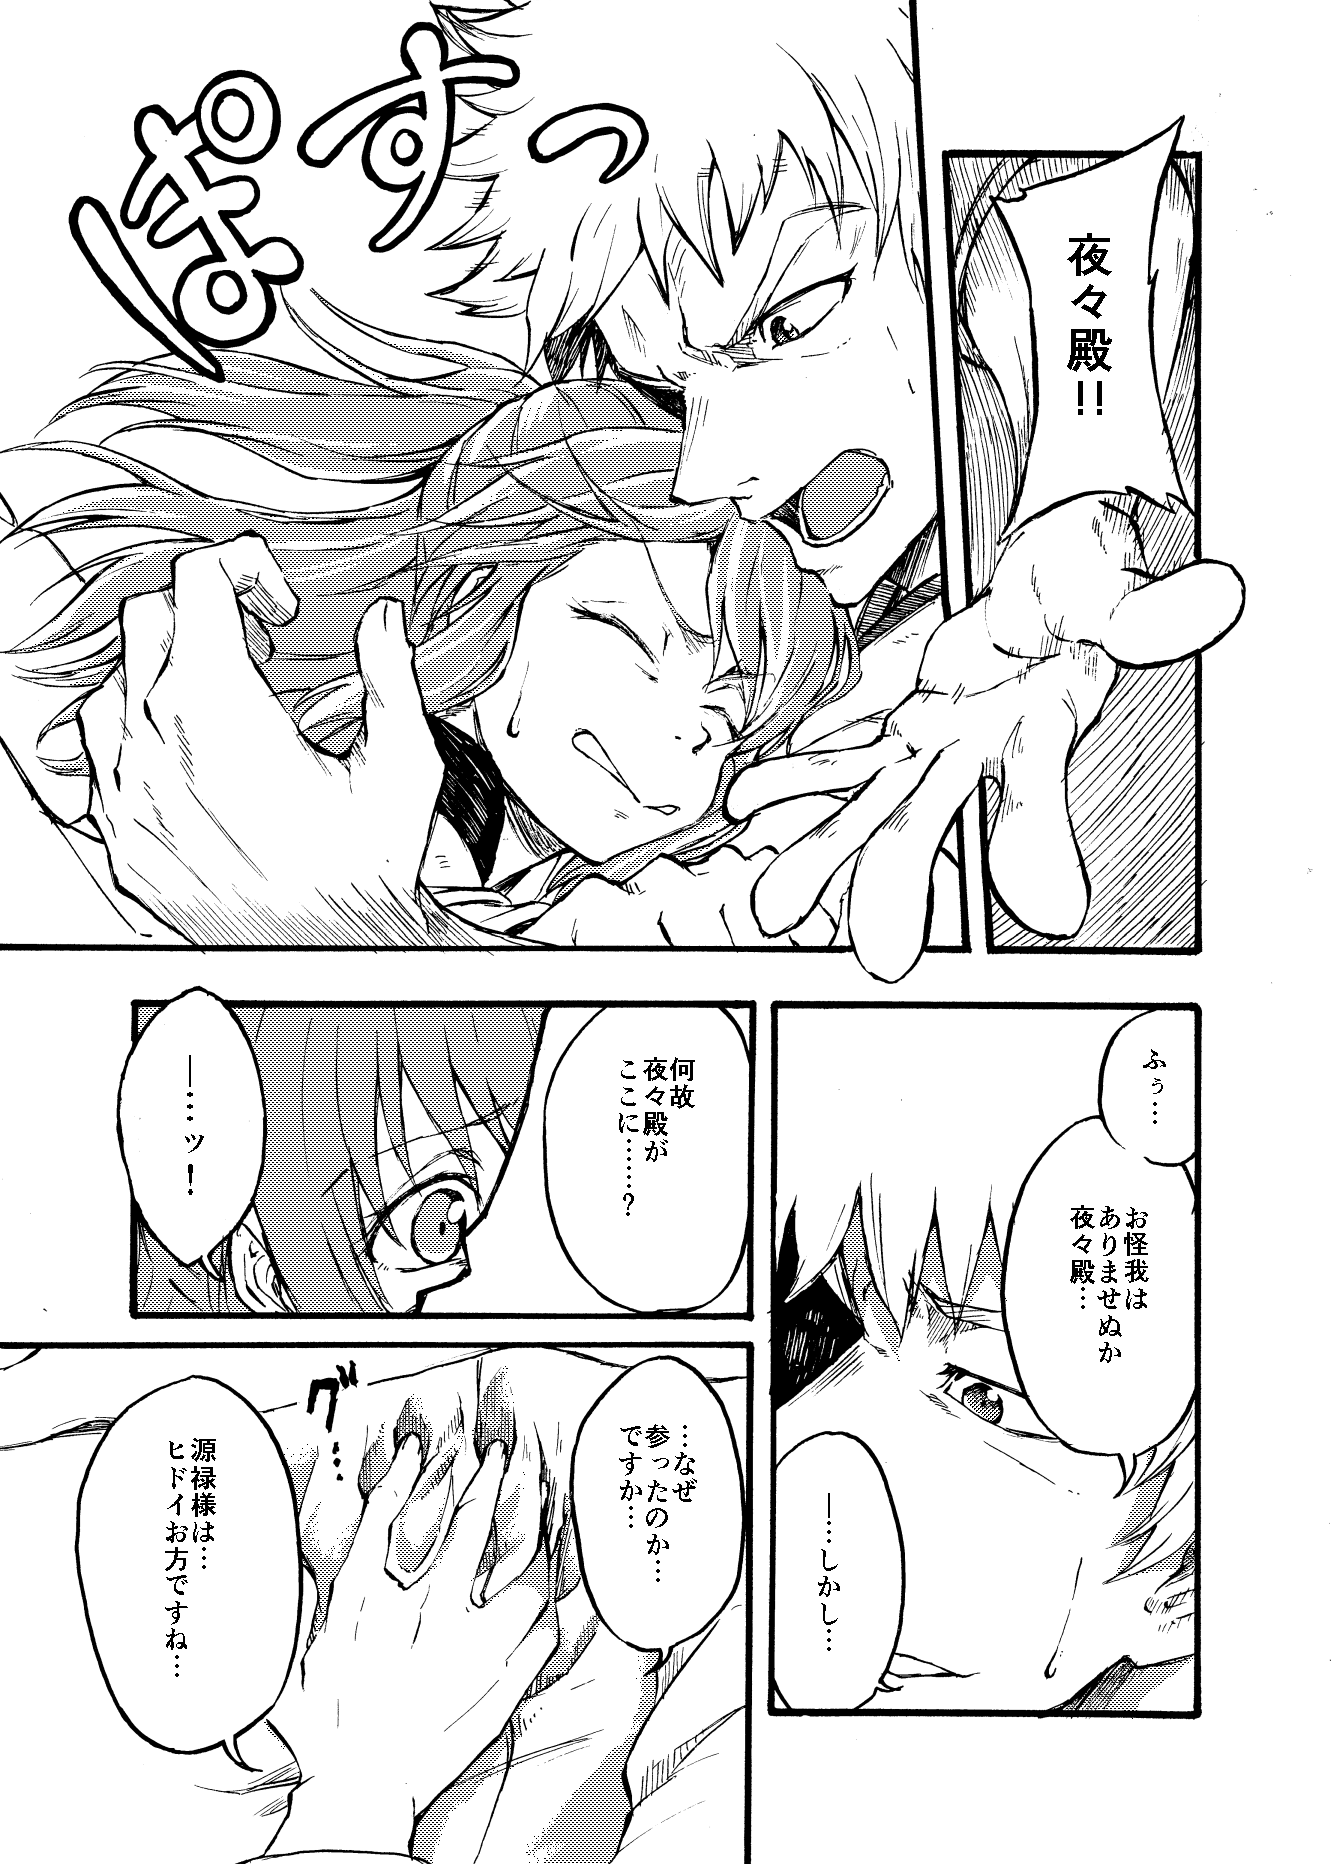 夜々殿!!
ぱすっ
ふぅ…
お怪我は
ありませぬか
夜々殿…
―…しかし…
何故
夜々殿が
ここに……?
―……ッ!
…なぜ
参ったのか…
ですか…
グ゙…
源禄様は…
ヒドイお方ですね…